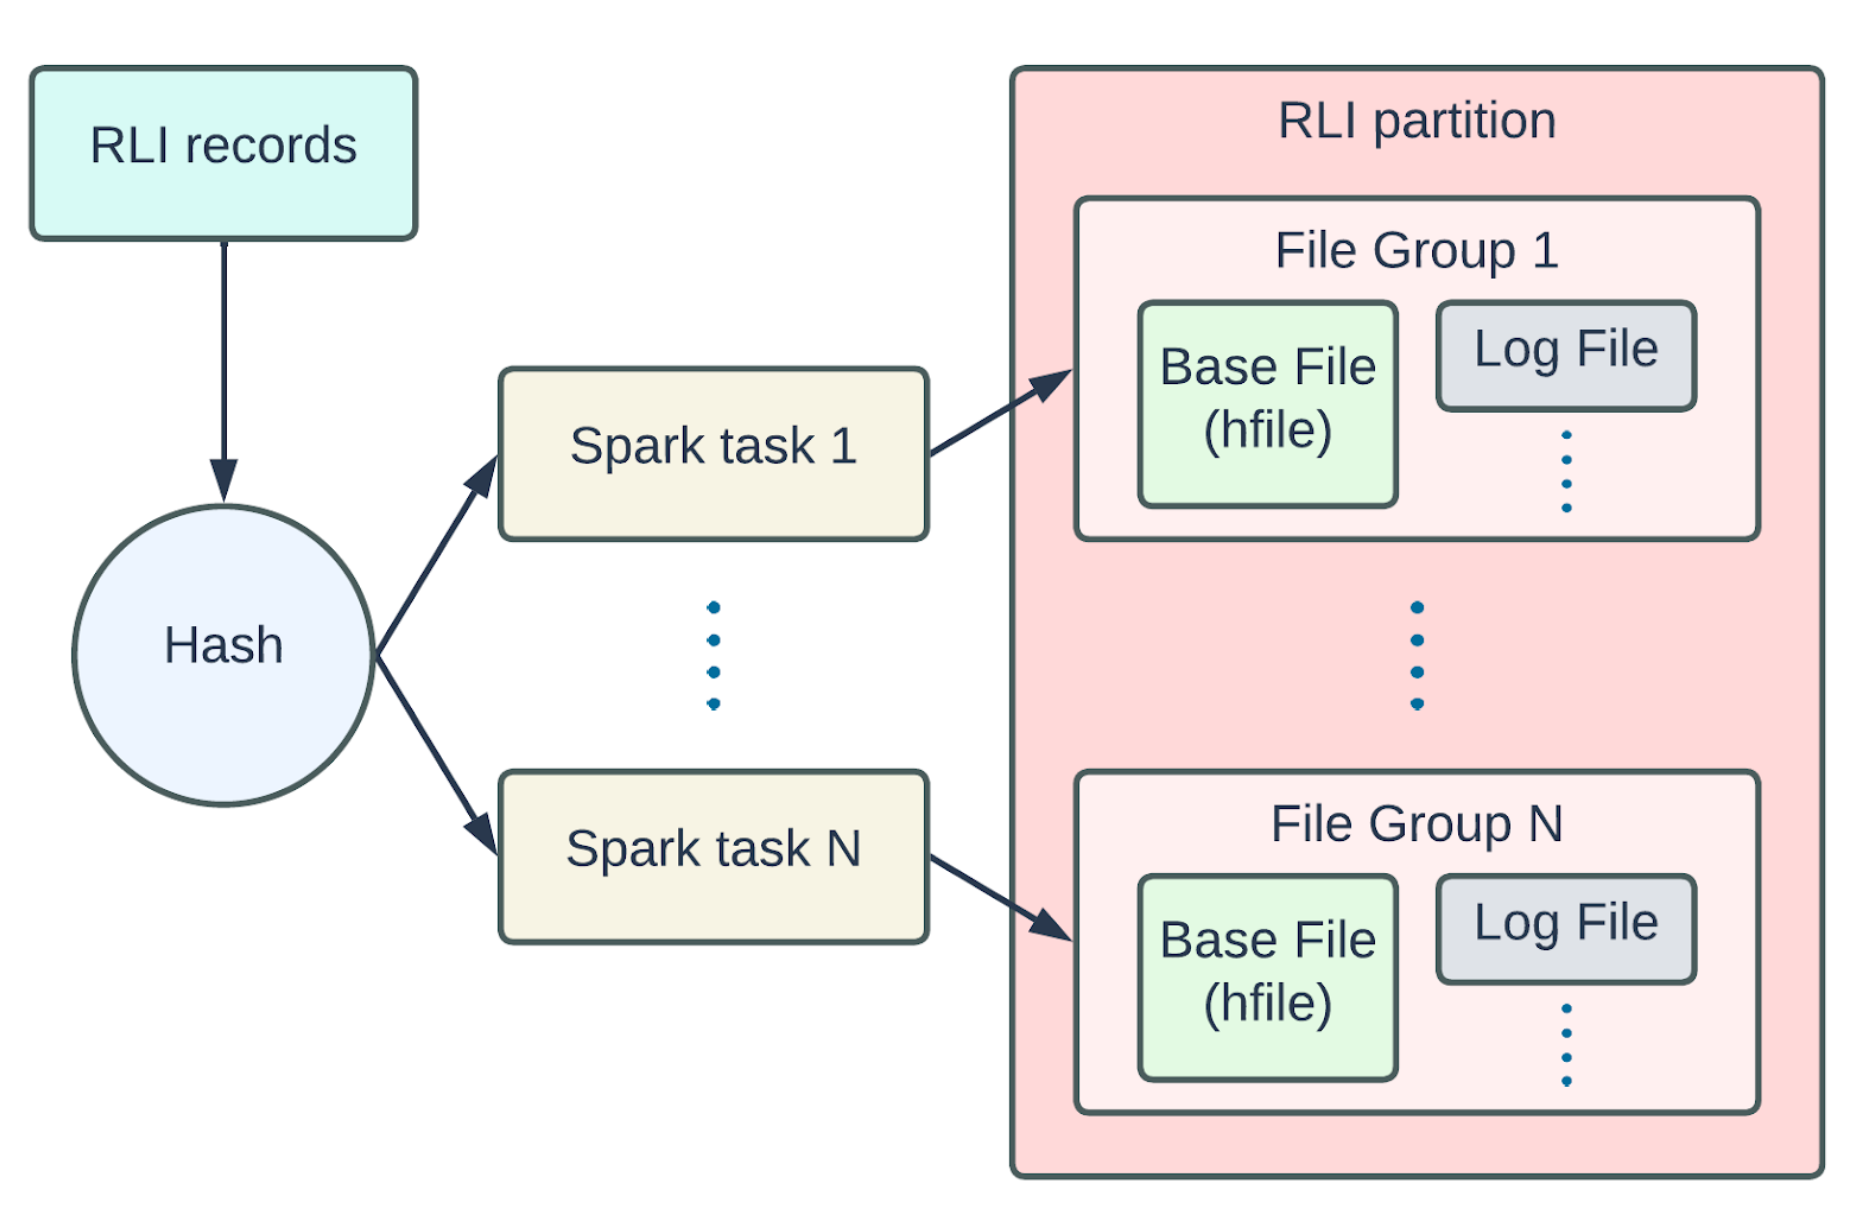 RLI records
Hash
Spark task 1
Spark task N
RLI partition
File Group 1
Base File
(hfile)
Log File
File Group N
Base File
(hfile)
Log File